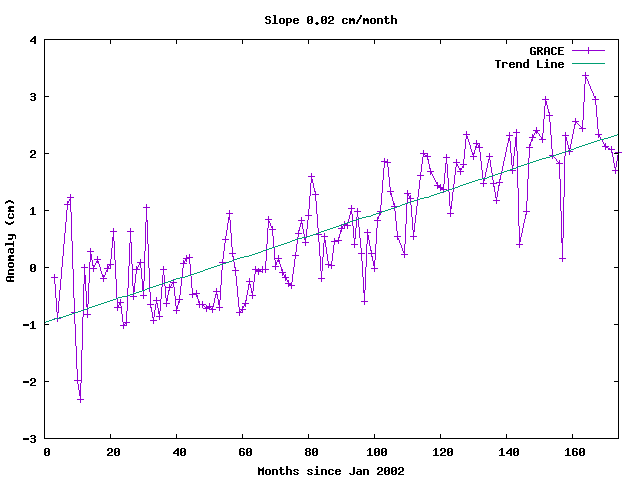 Slope 0.02 cm/month
GRACE
Trend Line
4
3
2
1
0
-1
-2
-3
Anomaly (cm)
0 20 40 60 80 100 120 140 160
Months since Jan 2002